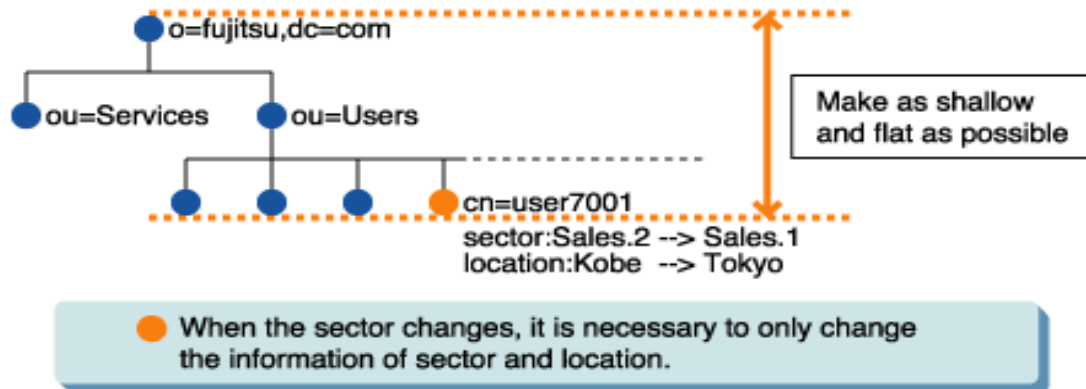 o=fujitsu,dc=com
ou=Services
ou=Users
Make as shallow
and flat as possible
cn=user7001
sector:Sales.2 --> Sales.1
location:Kobe --> Tokyo
When the sector changes, it is necessary to only change
the information of sector and location.